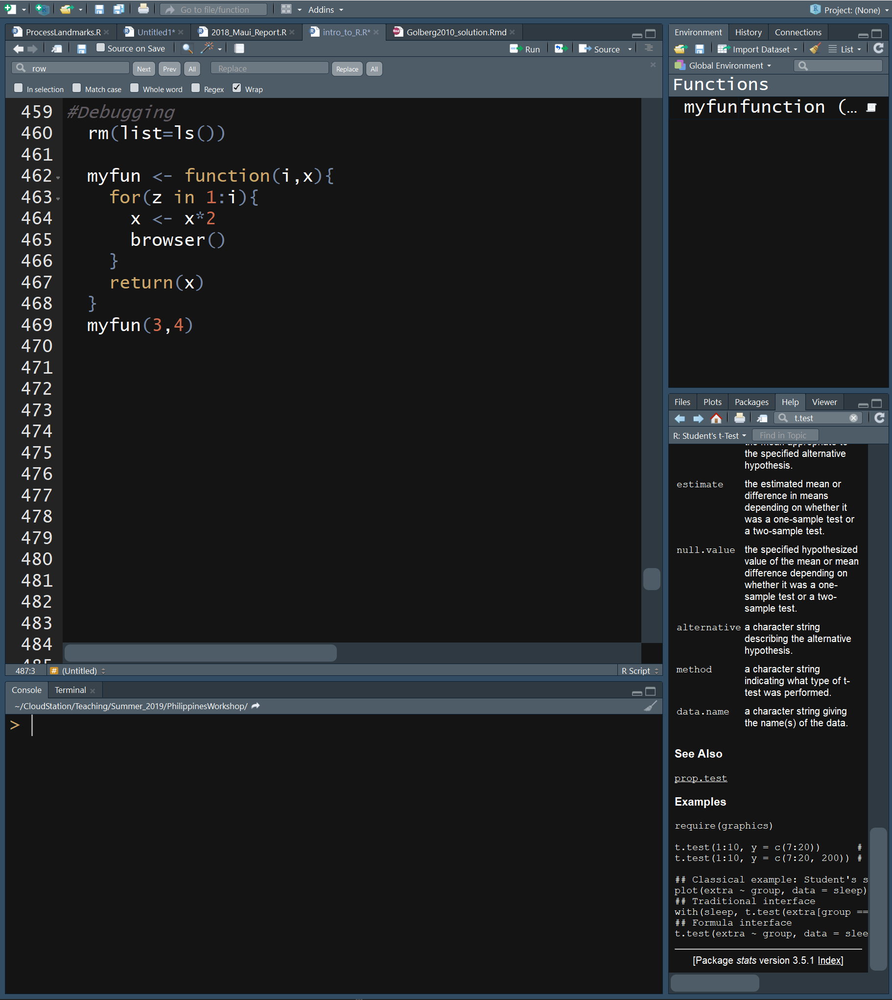 Go to file/function
Addins
Project: (None)
ProcessLandmarks.R
Untitled1*
2018_Maui_Report.R
intro_to_R.R*
Golberg2010_solution.Rmd
Source on Save
Run
Source
row
Next
Prev
All
Replace
Replace
All
In selection
Match case
Whole word
Regex
Wrap
459 #Debugging
460 rm(list=ls())
461
462 myfun <- function(i,x){
463 for(z in 1:i){
464 x <- x*2
465 browser()
466 }
467 return(x)
468 }
469 myfun(3,4)
470
471
472
473
474
475
476
477
478
479
480
481
482
483
484
485
487:3
# (Untitled)
R Script
Console
Terminal
~/CloudStation/Teaching/Summer_2019/PhilippinesWorkshop/
>
Environment
History
Connections
Import Dataset
List
Global Environment
Functions
myfun function (…
Files
Plots
Packages
Help
Viewer
t.test
R: Student's t-Test
Find in Topic
the mean appropriate to
the specified alternative
hypothesis.
estimate the estimated mean or
difference in means
depending on whether it
was a one-sample test or
a two-sample test.
null.value the specified hypothesized
value of the mean or mean
difference depending on
whether it was a one-
sample test or a two-
sample test.
alternative a character string
describing the alternative
hypothesis.
method a character string
indicating what type of t-
test was performed.
data.name a character string giving
the name(s) of the data.
See Also
prop.test
Examples
require(graphics)
t.test(1:10, y = c(7:20)) #
t.test(1:10, y = c(7:20, 200)) #
## Classical example: Student's s
plot(extra ~ group, data = sleep)
## Traditional interface
with(sleep, t.test(extra[group ==
## Formula interface
t.test(extra ~ group, data = slee
[Package stats version 3.5.1 Index]